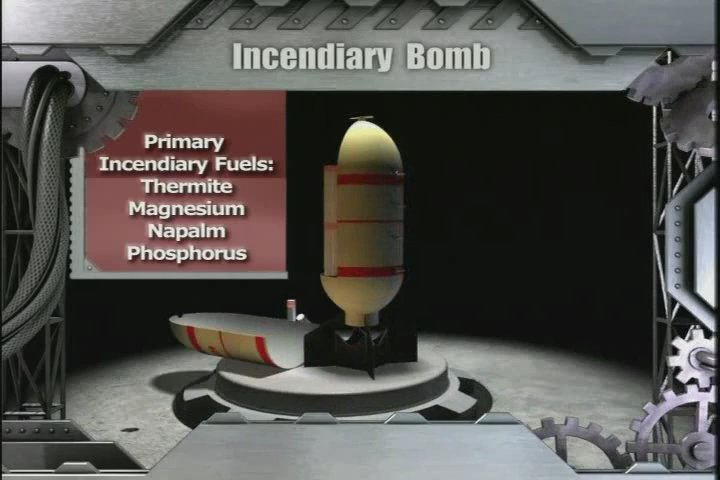 Incendiary Bomb
Primary
Incendiary Fuels:
Thermite
Magnesium
Napalm
Phosphorus